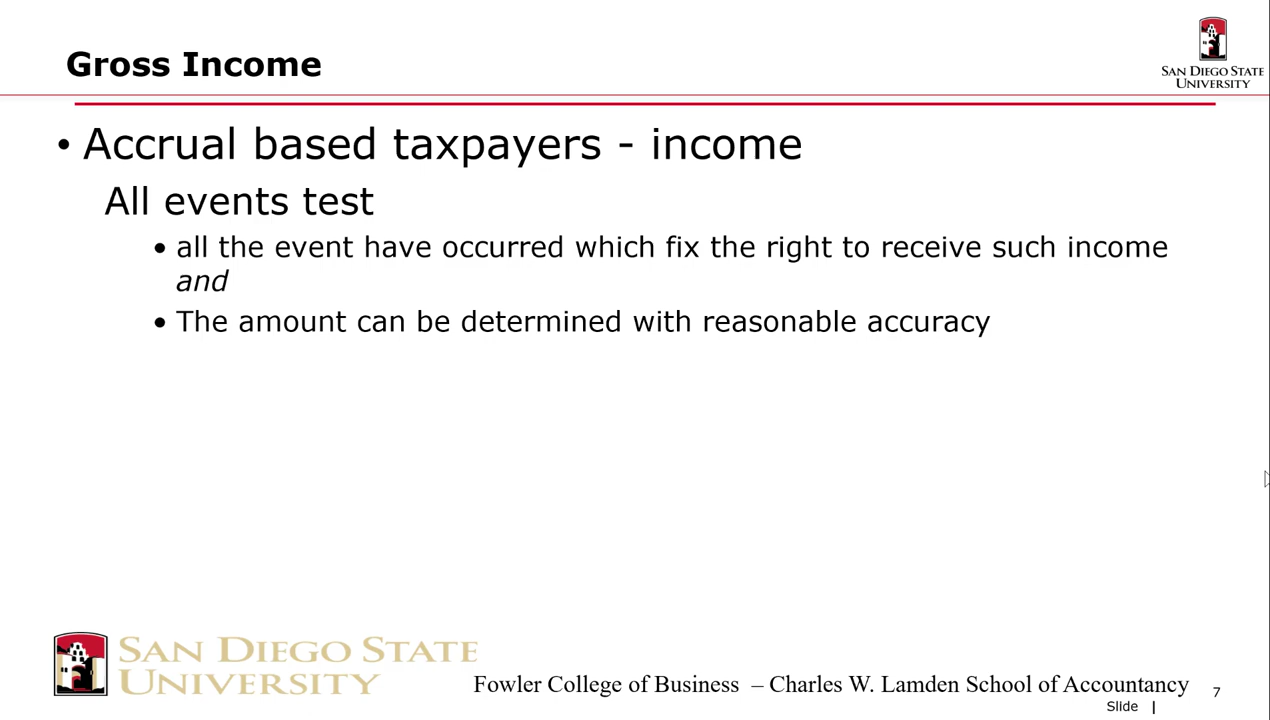 Gross Income
SAN DIEGO STATE
UNIVERSITY
• Accrual based taxpayers - income
All events test
• all the event have occurred which fix the right to receive such income
and
• The amount can be determined with reasonable accuracy
SAN DIEGO STATE
UNIVERSITY
Fowler College of Business – Charles W. Lamden School of Accountancy
7
Slide |